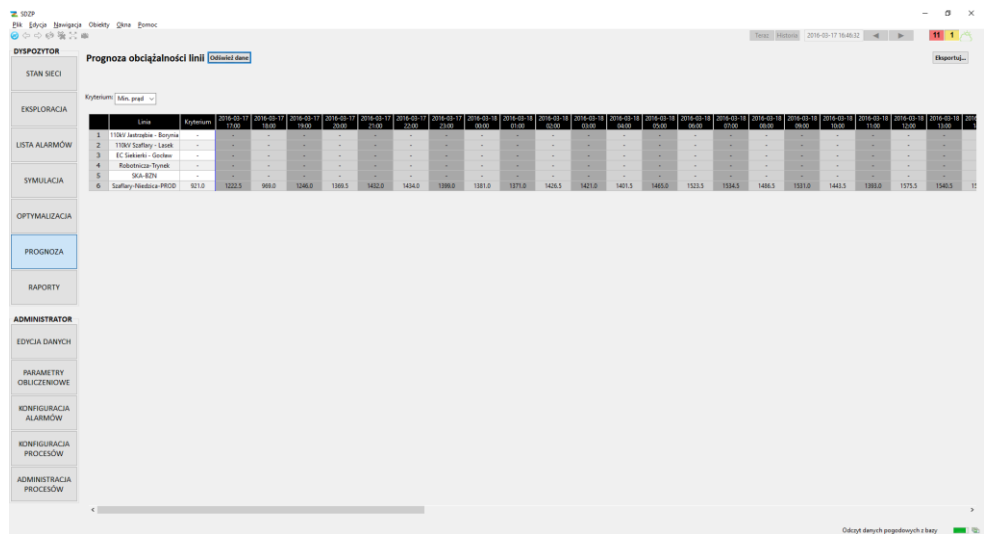 SDZP
Plik Edycja Nawigacja Obiekty Okna Pomoc
Teraz Historia 2016-03-17 16:46:32 11 1
DYSPOZYTOR
Prognoza obciążalności linii Odśwież dane Eksportuj...
STAN SIECI
Kryterium: Min. prąd
EKSPLORACJA
Linia Kryterium 2016-03-17 17:00 2016-03-17 18:00 2016-03-17 19:00 2016-03-17 20:00 2016-03-17 21:00 2016-03-17 22:00 2016-03-17 23:00 2016-03-18 00:00 2016-03-18 01:00 2016-03-18 02:00 2016-03-18 03:00 2016-03-18 04:00 2016-03-18 05:00 2016-03-18 06:00 2016-03-18 07:00 2016-03-18 08:00 2016-03-18 09:00 2016-03-18 10:00 2016-03-18 11:00 2016-03-18 12:00 2016-03-18 13:00
1 110kV Jastrzębia - Borynia - - - - - - - - - - - - - - - - - - - - - -
2 110kV Szaflary - Lasek - - - - - - - - - - - - - - - - - - - - - -
3 EC Siekierki - Gocław - - - - - - - - - - - - - - - - - - - - - -
4 Robotnicza-Trynek - - - - - - - - - - - - - - - - - - - - - -
5 SKA-BZN - - - - - - - - - - - - - - - - - - - - - -
6 Szaflary-Niedzica-PROD 921.0 1222.5 969.0 1246.0 1369.5 1432.0 1434.0 1399.0 1381.0 1371.0 1426.5 1421.0 1401.5 1465.0 1523.5 1534.5 1486.5 1531.0 1443.5 1393.0 1575.5 1540.5
LISTA ALARMÓW
SYMULACJA
OPTYMALIZACJA
PROGNOZA
RAPORTY
ADMINISTRATOR
EDYCJA DANYCH
PARAMETRY
OBLICZENIOWE
KONFIGURACJA
ALARMÓW
KONFIGURACJA
PROCESÓW
ADMINISTRACJA
PROCESÓW
Odczyt danych pogodowych z bazy